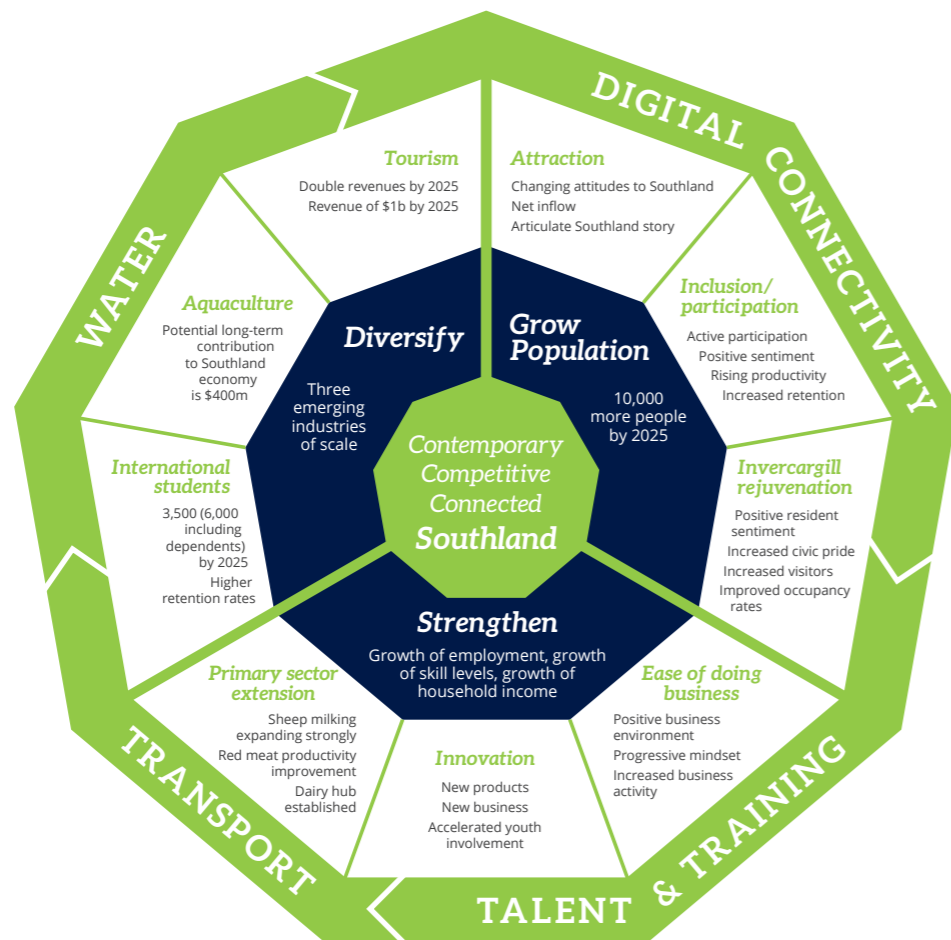 DIGITAL CONNECTIVITY
Attraction
Changing attitudes to Southland
Net inflow
Articulate Southland story
Inclusion/
participation
Active participation
Positive sentiment
Rising productivity
Increased retention
Invercargill
rejuvenation
Positive resident
sentiment
Increased civic pride
Increased visitors
Improved occupancy
rates
Grow
Population
10,000
more people
by 2025
TALENT & TRAINING
Ease of doing
business
Positive business
environment
Progressive mindset
Increased business
activity
Innovation
New products
New business
Accelerated youth
involvement
Primary sector
extension
Sheep milking
expanding strongly
Red meat productivity
improvement
Dairy hub
established
Strengthen
Growth of employment, growth
of skill levels, growth of
household income
TRANSPORT
WATER
International
students
3,500 (6,000
including
dependents)
by 2025
Higher
retention rates
Aquaculture
Potential long-term
contribution
to Southland
economy
is $400m
Tourism
Double revenues by 2025
Revenue of $1b by 2025
Diversify
Three
emerging
industries
of scale
Contemporary
Competitive
Connected
Southland